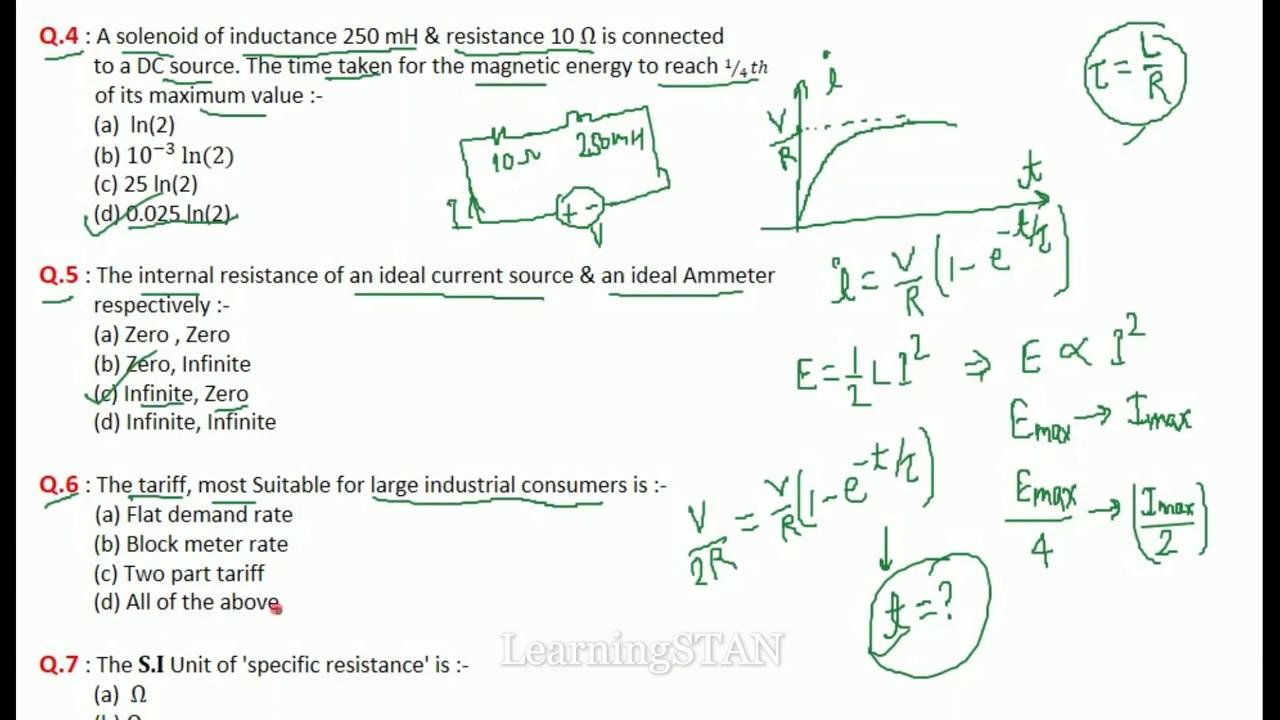 Q.4 : A solenoid of inductance 250 mH & resistance 10 Ω is connected
to a DC source. The time taken for the magnetic energy to reach ¹/₄ th
of its maximum value :-
(a) ln(2)
(b) 10⁻³ ln(2)
(c) 25 ln(2)
(d) 0.025 ln(2)
10Ω
250mH
I
+ -
V
i
V/R
t
τ = L/R
i = V/R (1 - e^-t/τ)
E = 1/2 L I² ⇒ E ∝ I²
Emax → Imax
Emax/4 → (Imax/2)
V/2R = V/R (1 - e^-t/τ)
↓
t = ?
Q.5 : The internal resistance of an ideal current source & an ideal Ammeter
respectively :-
(a) Zero , Zero
(b) Zero, Infinite
(c) Infinite, Zero
(d) Infinite, Infinite
Q.6 : The tariff, most Suitable for large industrial consumers is :-
(a) Flat demand rate
(b) Block meter rate
(c) Two part tariff
(d) All of the above
LearningSTAN
Q.7 : The S.I Unit of 'specific resistance' is :-
(a) Ω